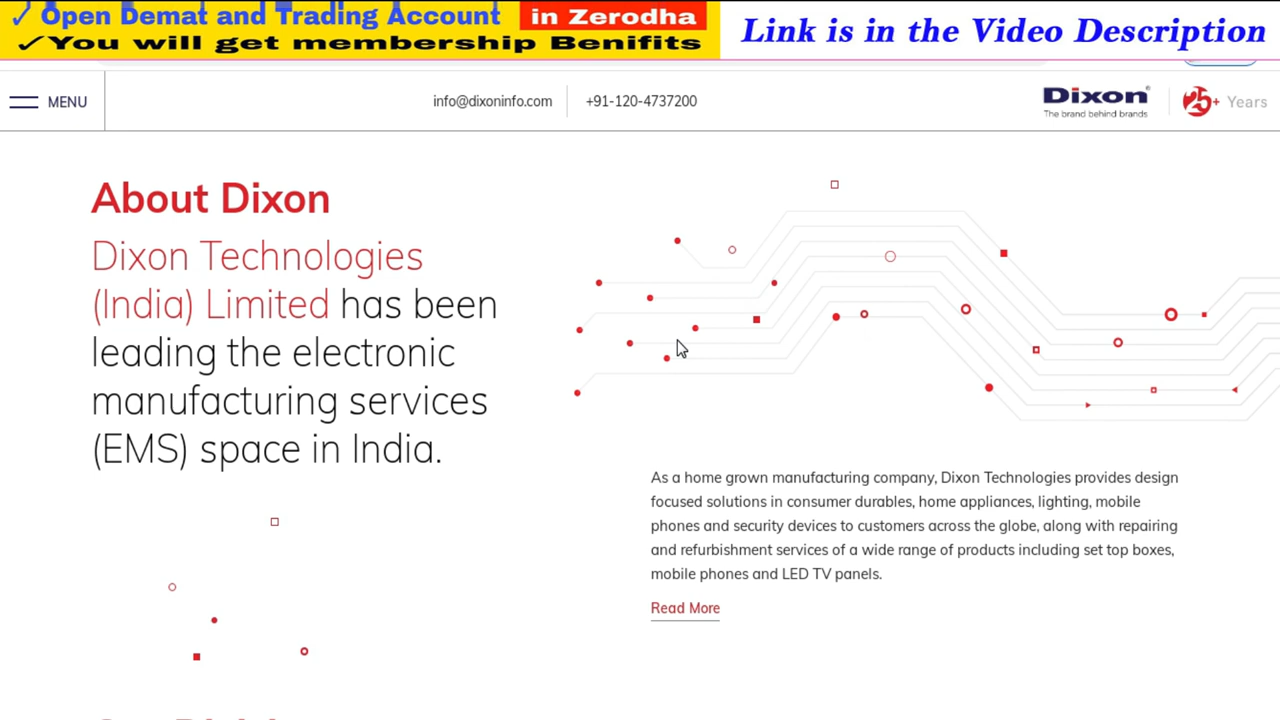 ✓ Open Demat and Trading Account in Zerodha
✓You will get membership Benifits
Link is in the Video Description
MENU
info@dixoninfo.com
+91-120-4737200
Dixon
The brand behind brands
25+ Years
About Dixon
Dixon Technologies
(India) Limited has been
leading the electronic
manufacturing services
(EMS) space in India.
As a home grown manufacturing company, Dixon Technologies provides design
focused solutions in consumer durables, home appliances, lighting, mobile
phones and security devices to customers across the globe, along with repairing
and refurbishment services of a wide range of products including set top boxes,
mobile phones and LED TV panels.
Read More